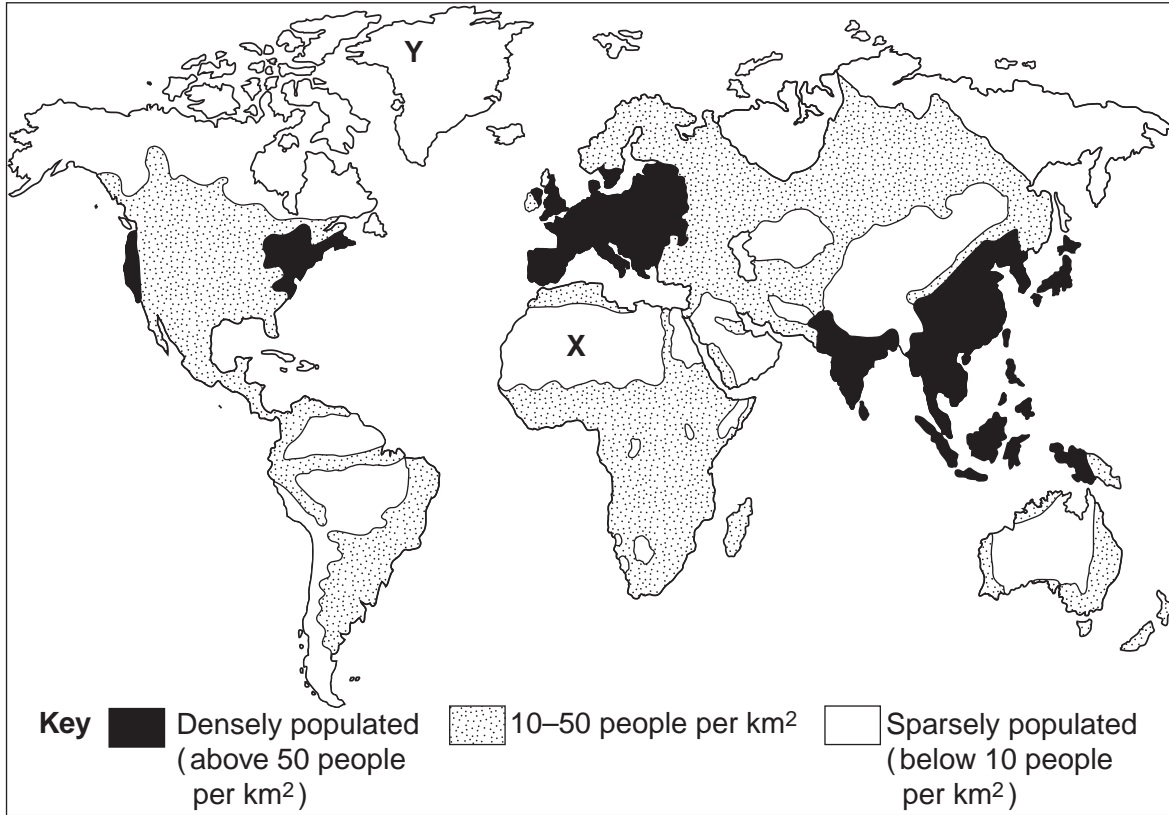 Y
X
Key
Densely populated
(above 50 people
per km²)
10–50 people per km²
Sparsely populated
(below 10 people
per km²)